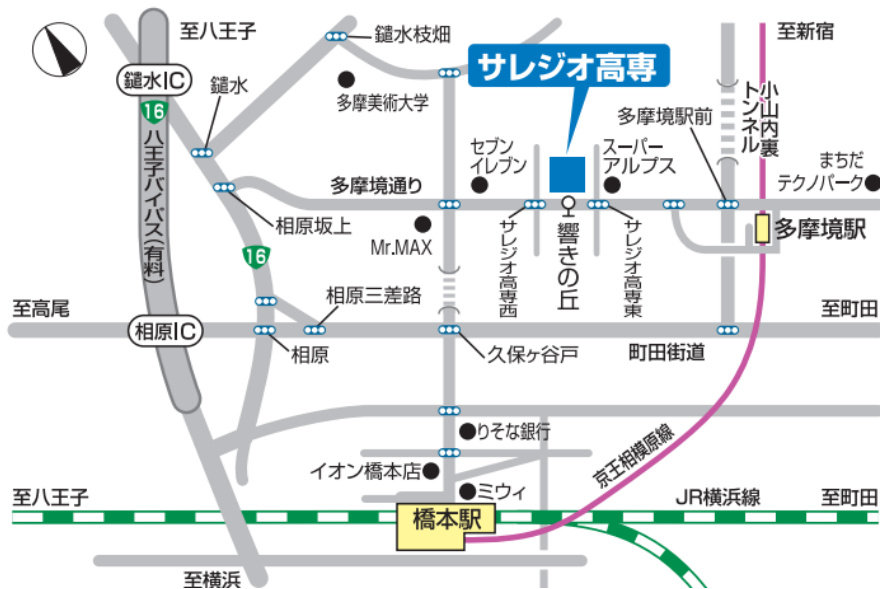 至八王子
鑓水枝畑
サレジオ高専
至新宿
鑓水IC
16
鑓水
多摩美術大学
多摩境駅前
小山内裏
トンネル
八王子バイパス(有料)
セブン
イレブン
スーパー
アルプス
まちだ
テクノパーク
多摩境通り
相原坂上
Mr.MAX
サレジオ高専西
響きの丘
サレジオ高専東
多摩境駅
16
至高尾
相原三差路
至町田
相原IC
相原
久保ヶ谷戸
町田街道
りそな銀行
京王相模原線
イオン橋本店
ミウィ
至八王子
橋本駅
JR横浜線
至町田
至横浜